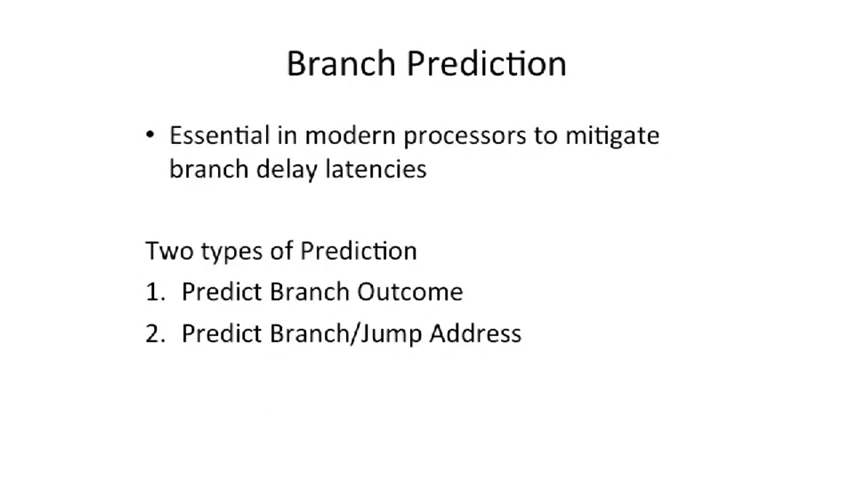 Branch Prediction
• Essential in modern processors to mitigate
branch delay latencies
Two types of Prediction
1. Predict Branch Outcome
2. Predict Branch/Jump Address